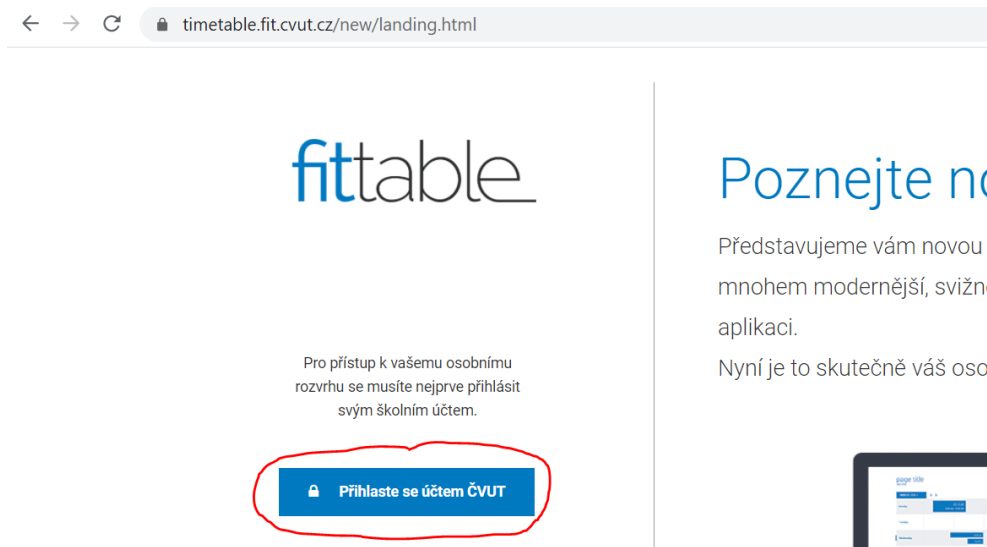 timetable.fit.cvut.cz/new/landing.html
fittable
Pro přístup k vašemu osobnímu
rozvrhu se musíte nejprve přihlásit
svým školním účtem.
Přihlaste se účtem ČVUT
Poznejte
Představujeme vám novou
mnohem modernější,
aplikaci.
Nyní je to skutečně váš
page title